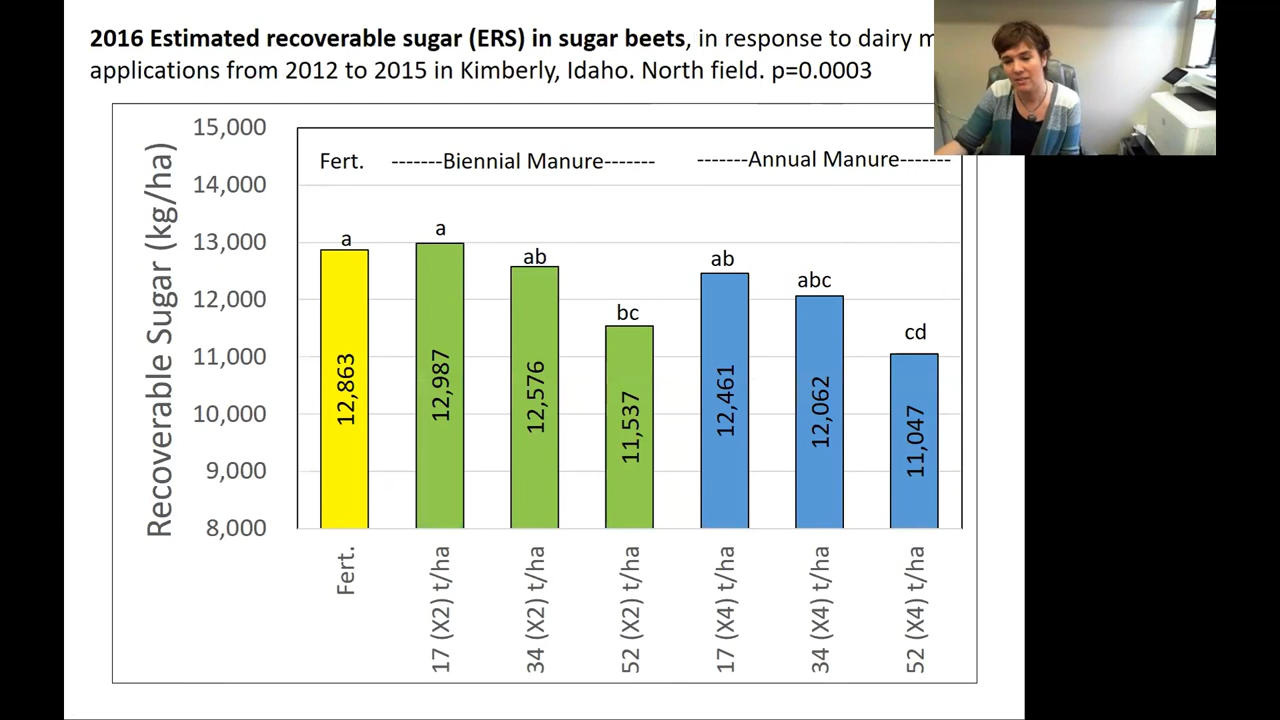 2016 Estimated recoverable sugar (ERS) in sugar beets, in response to dairy
applications from 2012 to 2015 in Kimberly, Idaho. North field. p=0.0003
Recoverable Sugar (kg/ha)
15,000
14,000
13,000
12,000
11,000
10,000
9,000
8,000
Fert. -------Biennial Manure------- -------Annual Manure-------
a a ab bc ab abc cd
12,863 12,987 12,576 11,537 12,461 12,062 11,047
Fert.
17 (X2) t/ha
34 (X2) t/ha
52 (X2) t/ha
17 (X4) t/ha
34 (X4) t/ha
52 (X4) t/ha